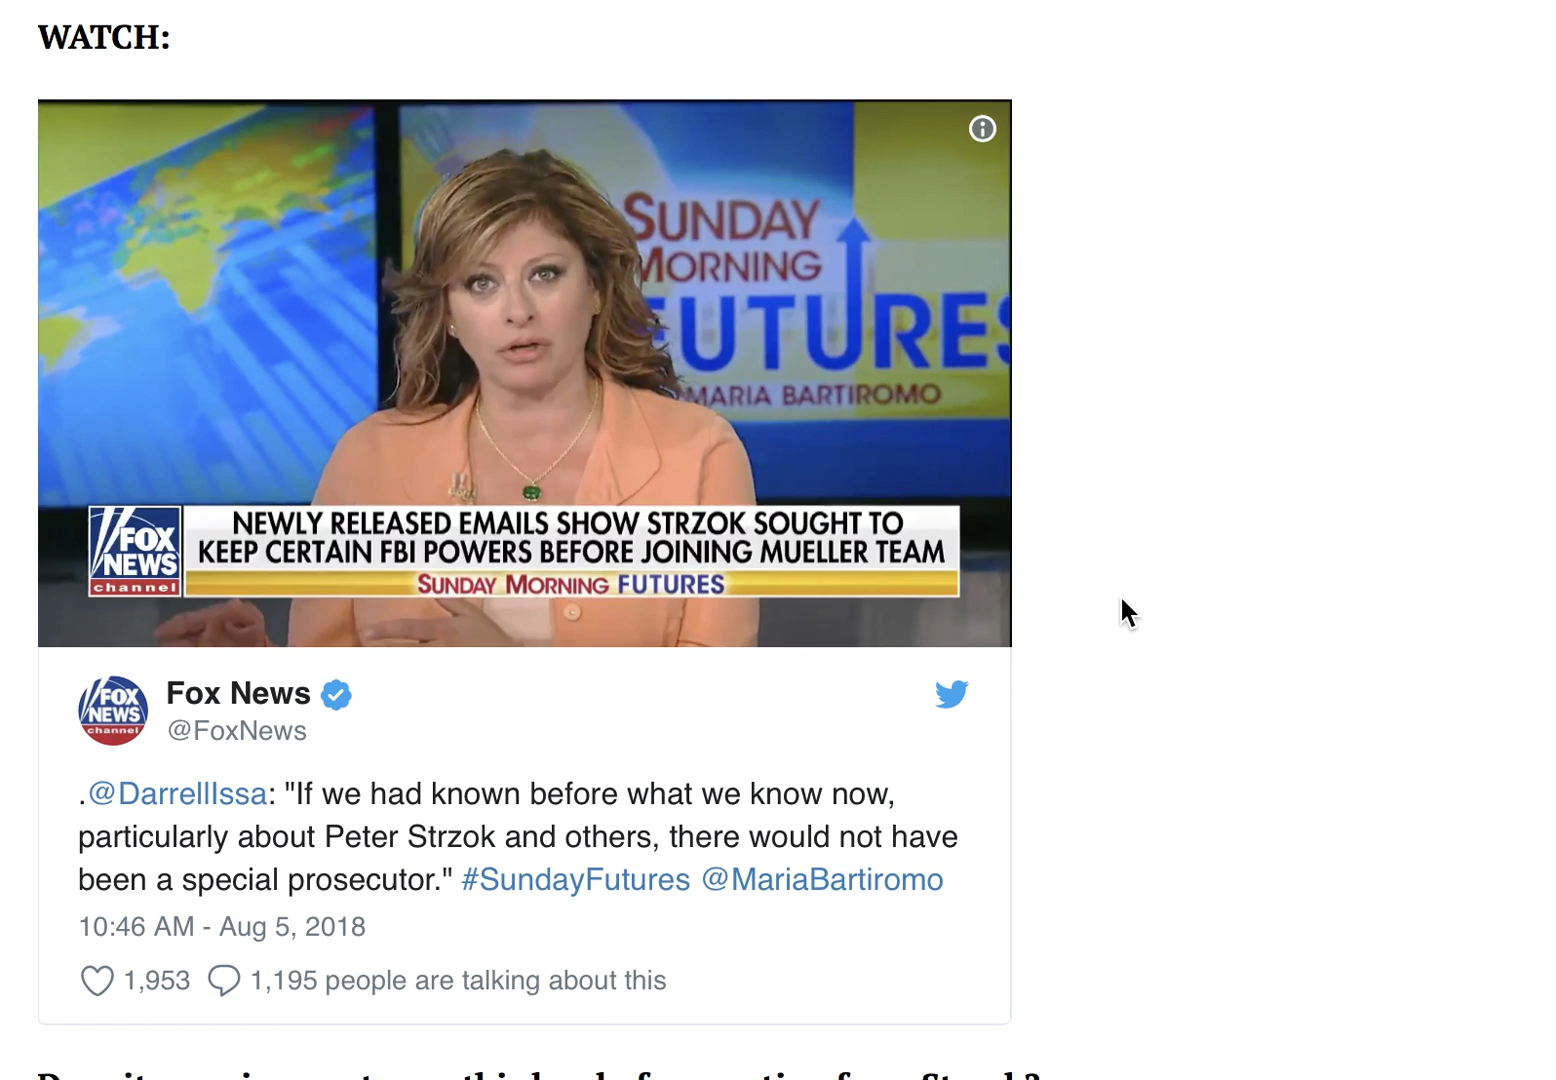 WATCH:
SUNDAY
MORNING
FUTURES
MARIA BARTIROMO
FOX
NEWS
channel
NEWLY RELEASED EMAILS SHOW STRZOK SOUGHT TO
KEEP CERTAIN FBI POWERS BEFORE JOINING MUELLER TEAM
SUNDAY MORNING FUTURES
FOX
NEWS
channel
Fox News
@FoxNews
.@DarrellIssa: "If we had known before what we know now,
particularly about Peter Strzok and others, there would not have
been a special prosecutor." #SundayFutures @MariaBartiromo
10:46 AM - Aug 5, 2018
1,953 1,195 people are talking about this